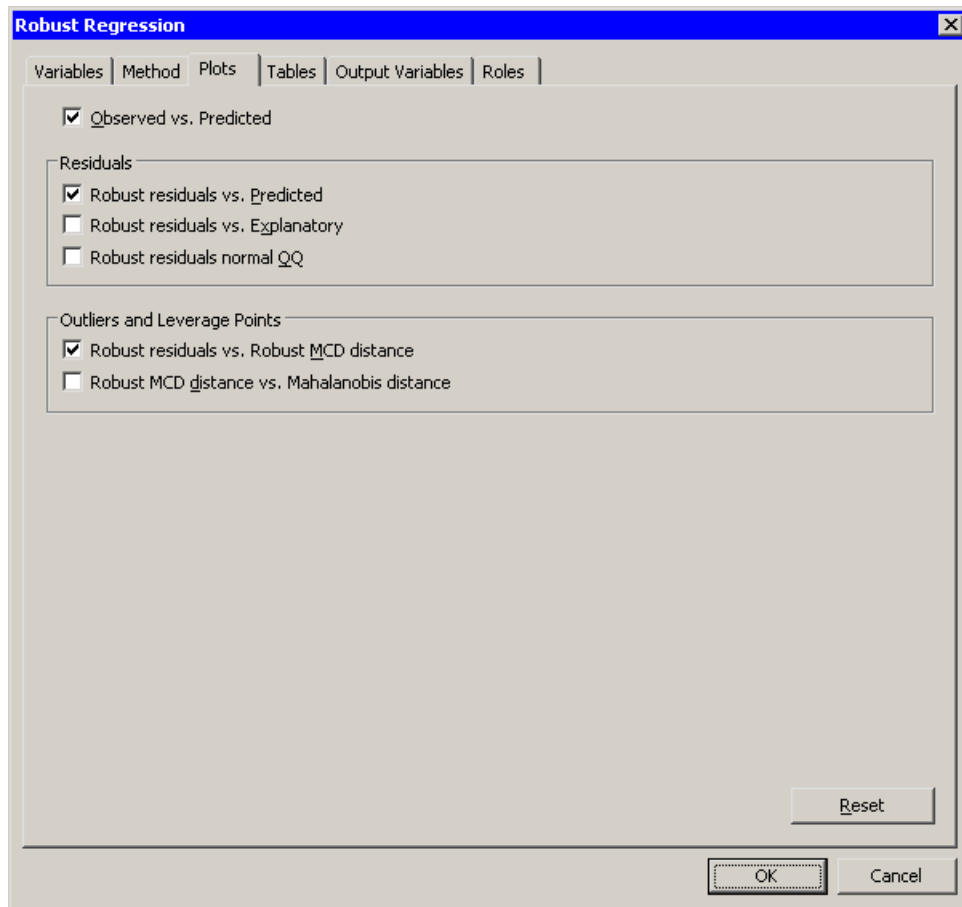 Robust Regression
Variables Method Plots Tables Output Variables Roles
Observed vs. Predicted
Residuals
Robust residuals vs. Predicted
Robust residuals vs. Explanatory
Robust residuals normal QQ
Outliers and Leverage Points
Robust residuals vs. Robust MCD distance
Robust MCD distance vs. Mahalanobis distance
Reset
OK Cancel